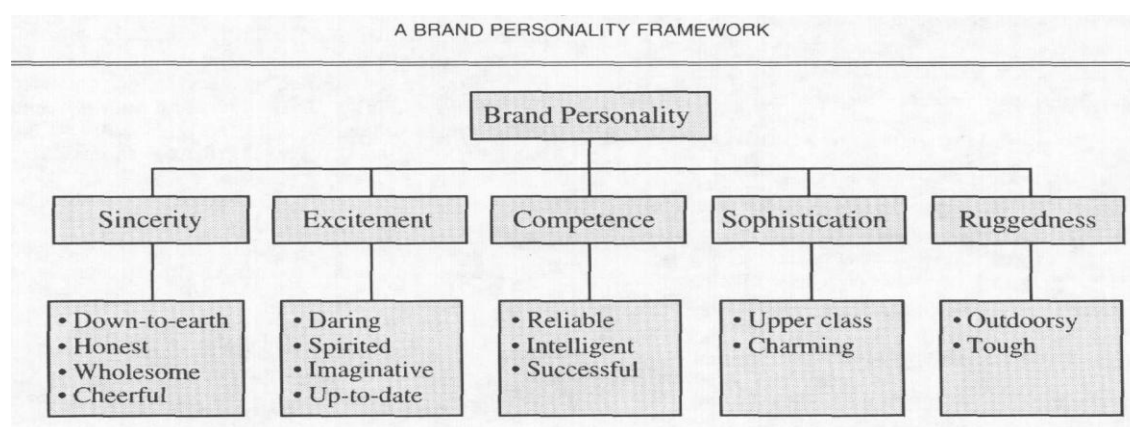 A BRAND PERSONALITY FRAMEWORK
Brand Personality
Sincerity
Excitement
Competence
Sophistication
Ruggedness
• Down-to-earth
• Honest
• Wholesome
• Cheerful
• Daring
• Spirited
• Imaginative
• Up-to-date
• Reliable
• Intelligent
• Successful
• Upper class
• Charming
• Outdoorsy
• Tough